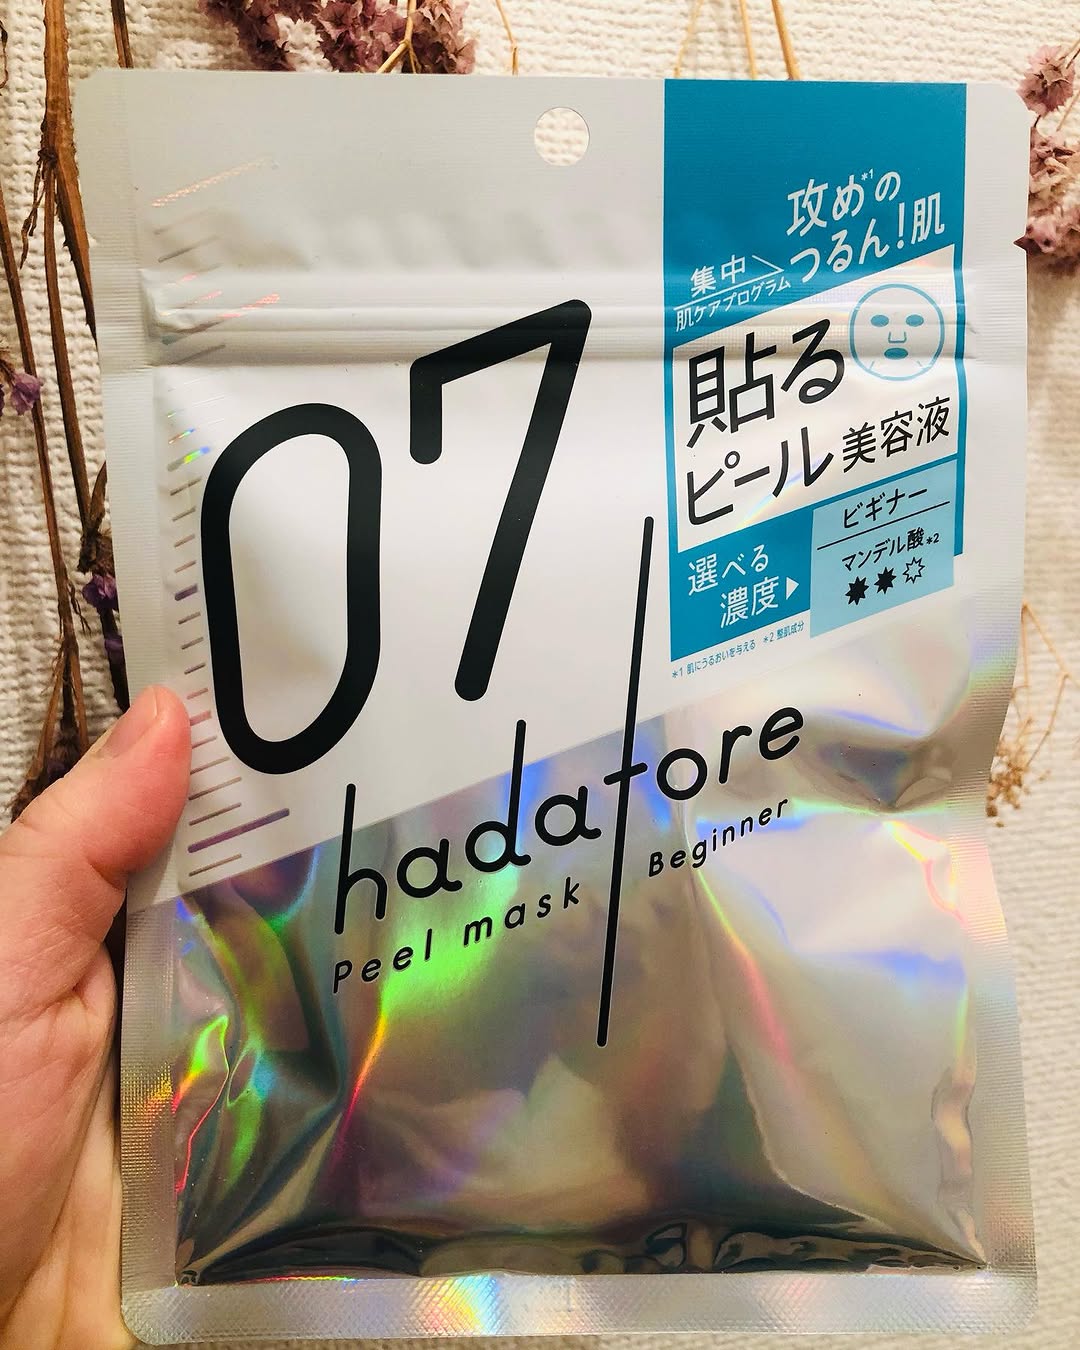 攻め*1の
つるん!肌
集中
肌ケアプログラム
貼る
ピール美容液
ビギナー
マンデル酸*2
選べる
濃度▶
*1 肌にうるおいを与える *2 整肌成分
07
hadatore
Peel mask
Beginner